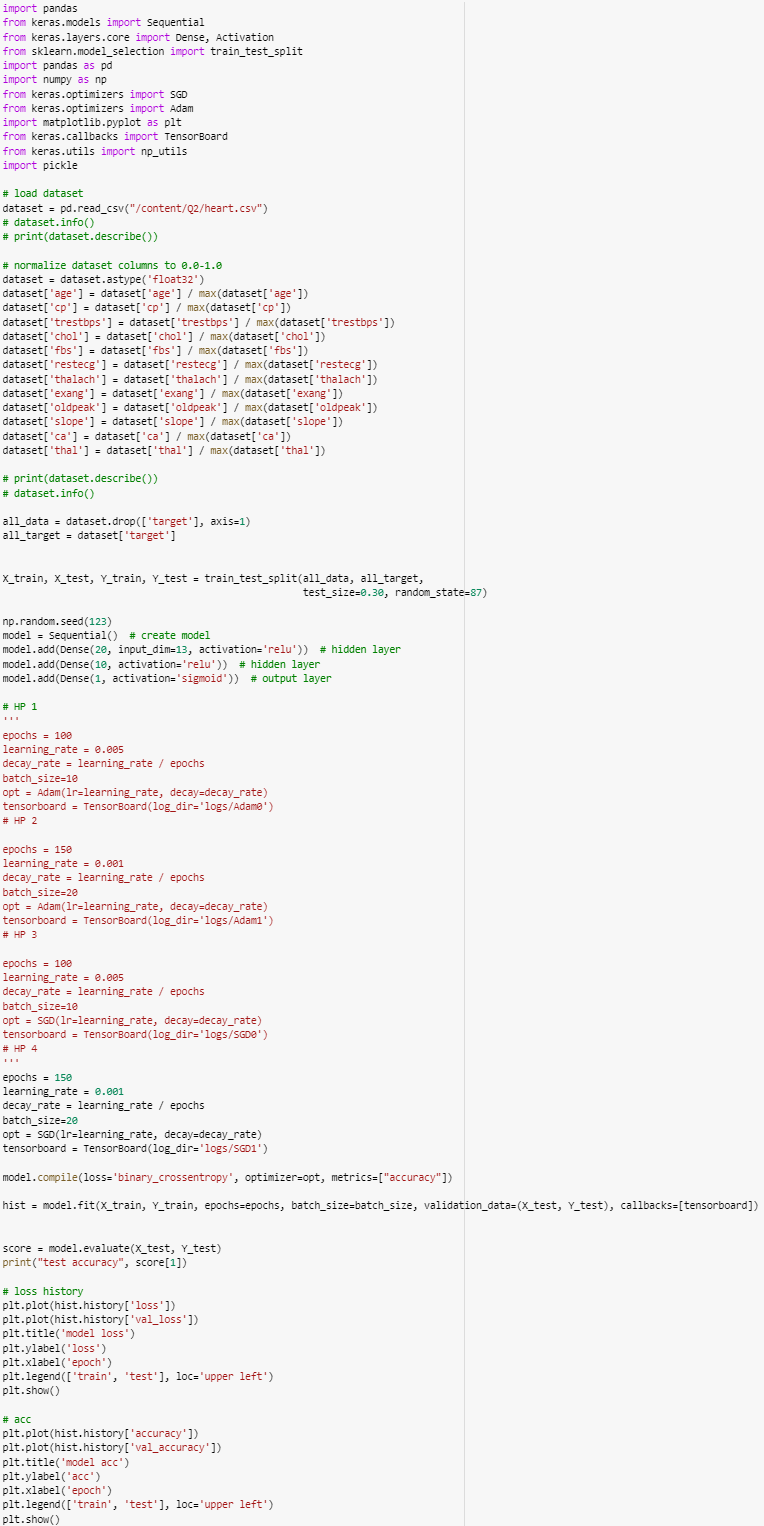 import pandas
from keras.models import Sequential
from keras.layers.core import Dense, Activation
from sklearn.model_selection import train_test_split
import pandas as pd
import numpy as np
from keras.optimizers import SGD
from keras.optimizers import Adam
import matplotlib.pyplot as plt
from keras.callbacks import TensorBoard
from keras.utils import np_utils
import pickle

# load dataset
dataset = pd.read_csv("/content/Q2/heart.csv")
# dataset.info()
# print(dataset.describe())

# normalize dataset columns to 0.0-1.0
dataset = dataset.astype('float32')
dataset['age'] = dataset['age'] / max(dataset['age'])
dataset['cp'] = dataset['cp'] / max(dataset['cp'])
dataset['trestbps'] = dataset['trestbps'] / max(dataset['trestbps'])
dataset['chol'] = dataset['chol'] / max(dataset['chol'])
dataset['fbs'] = dataset['fbs'] / max(dataset['fbs'])
dataset['restecg'] = dataset['restecg'] / max(dataset['restecg'])
dataset['thalach'] = dataset['thalach'] / max(dataset['thalach'])
dataset['exang'] = dataset['exang'] / max(dataset['exang'])
dataset['oldpeak'] = dataset['oldpeak'] / max(dataset['oldpeak'])
dataset['slope'] = dataset['slope'] / max(dataset['slope'])
dataset['ca'] = dataset['ca'] / max(dataset['ca'])
dataset['thal'] = dataset['thal'] / max(dataset['thal'])

# print(dataset.describe())
# dataset.info()

all_data = dataset.drop(['target'], axis=1)
all_target = dataset['target']


X_train, X_test, Y_train, Y_test = train_test_split(all_data, all_target,
                                                    test_size=0.30, random_state=87)

np.random.seed(123)
model = Sequential()  # create model
model.add(Dense(20, input_dim=13, activation='relu'))  # hidden layer
model.add(Dense(10, activation='relu'))  # hidden layer
model.add(Dense(1, activation='sigmoid'))  # output layer

# HP 1
'''
epochs = 100
learning_rate = 0.005
decay_rate = learning_rate / epochs
batch_size=10
opt = Adam(lr=learning_rate, decay=decay_rate)
tensorboard = TensorBoard(log_dir='logs/Adam0')
# HP 2

epochs = 150
learning_rate = 0.001
decay_rate = learning_rate / epochs
batch_size=20
opt = Adam(lr=learning_rate, decay=decay_rate)
tensorboard = TensorBoard(log_dir='logs/Adam1')
# HP 3

epochs = 100
learning_rate = 0.005
decay_rate = learning_rate / epochs
batch_size=10
opt = SGD(lr=learning_rate, decay=decay_rate)
tensorboard = TensorBoard(log_dir='logs/SGD0')
# HP 4
'''
epochs = 150
learning_rate = 0.001
decay_rate = learning_rate / epochs
batch_size=20
opt = SGD(lr=learning_rate, decay=decay_rate)
tensorboard = TensorBoard(log_dir='logs/SGD1')

model.compile(loss='binary_crossentropy', optimizer=opt, metrics=["accuracy"])

hist = model.fit(X_train, Y_train, epochs=epochs, batch_size=batch_size, validation_data=(X_test, Y_test), callbacks=[tensorboard])


score = model.evaluate(X_test, Y_test)
print("test accuracy", score[1])

# loss history
plt.plot(hist.history['loss'])
plt.plot(hist.history['val_loss'])
plt.title('model loss')
plt.ylabel('loss')
plt.xlabel('epoch')
plt.legend(['train', 'test'], loc='upper left')
plt.show()

# acc
plt.plot(hist.history['accuracy'])
plt.plot(hist.history['val_accuracy'])
plt.title('model acc')
plt.ylabel('acc')
plt.xlabel('epoch')
plt.legend(['train', 'test'], loc='upper left')
plt.show()